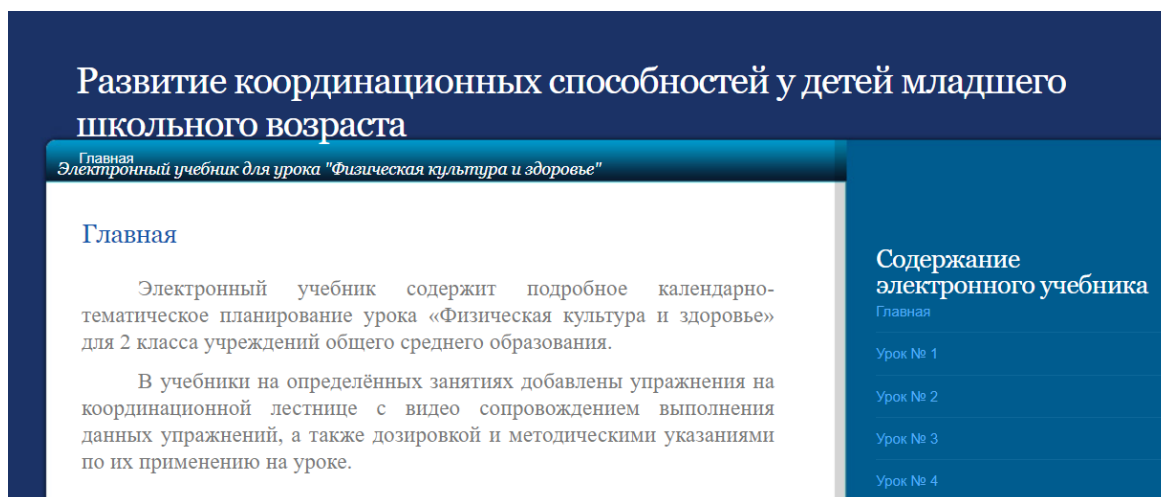 Развитие координационных способностей у детей младшего
школьного возраста
Главная
Электронный учебник для урока "Физическая культура и здоровье"
Главная
Электронный учебник содержит подробное календарно-
тематическое планирование урока «Физическая культура и здоровье»
для 2 класса учреждений общего среднего образования.
В учебники на определённых занятиях добавлены упражнения на
координационной лестнице с видео сопровождением выполнения
данных упражнений, а также дозировкой и методическими указаниями
по их применению на уроке.
Содержание
электронного учебника
Главная
Урок № 1
Урок № 2
Урок № 3
Урок № 4